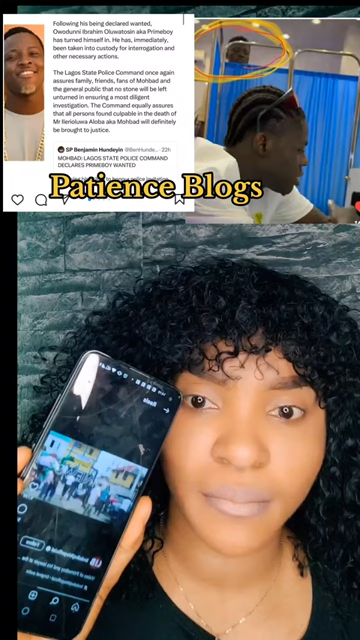 Following his being declared wanted,
Owodunni Ibrahim Oluwatosin aka Primeboy
has turned himself in. He has, immediately,
been taken into custody for interrogation and
other necessary actions.
The Lagos State Police Command once again
assures family, friends, fans of Mohbad and
the general public that no stone will be left
unturned in ensuring a most diligent
investigation. The Command equally assures
that all persons found culpable in the death of
Mr Ilerioluwa Aloba aka Mohbad will definitely
be brought to justice.
SP Benjamin Hundeyin @BenHunde... · 22h
MOHBAD: LAGOS STATE POLICE COMMAND
DECLARES PRIMEBOY WANTED
Patience Blogs
Reels